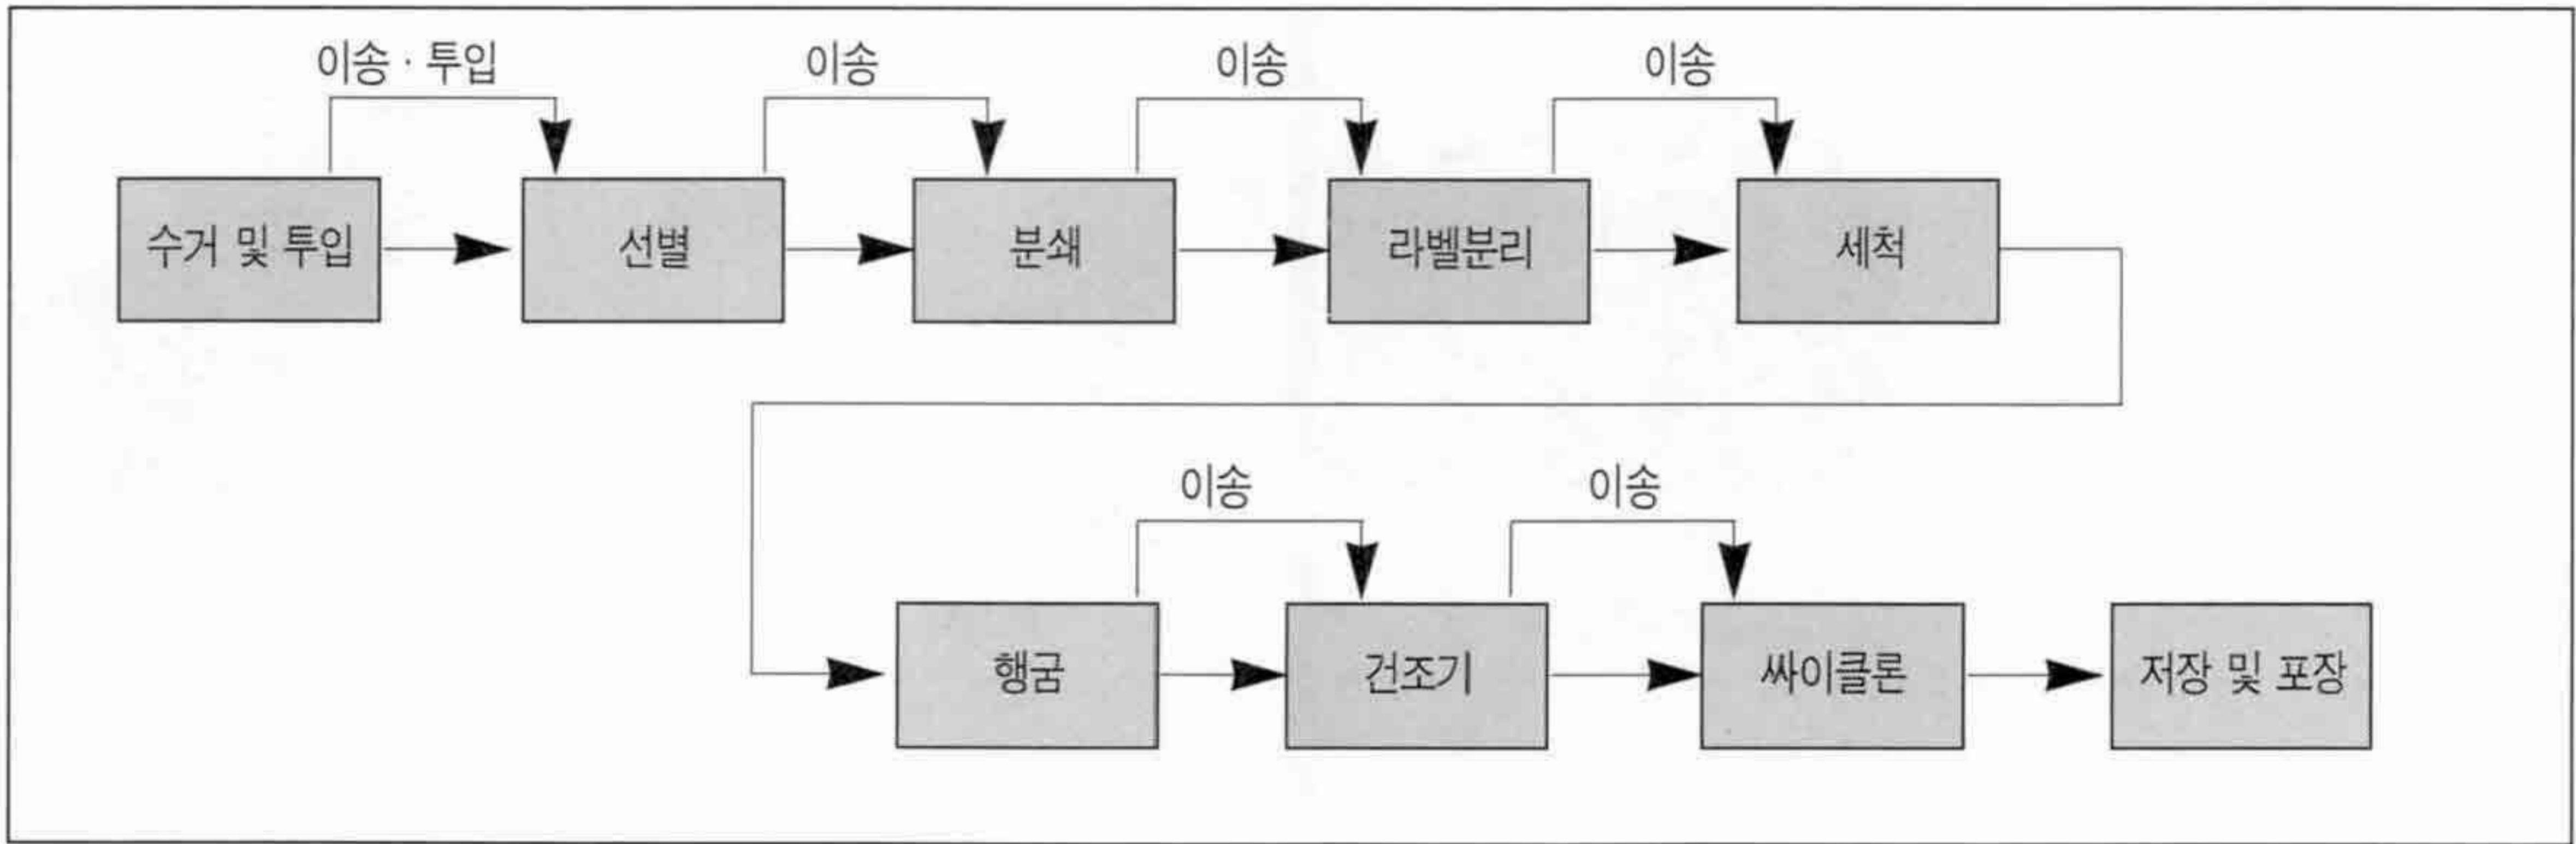 이송 · 투입 이송 이송 이송
수거 및 투입 선별 분쇄 라벨분리 세척
이송 이송
행굼 건조기 싸이클론 저장 및 포장